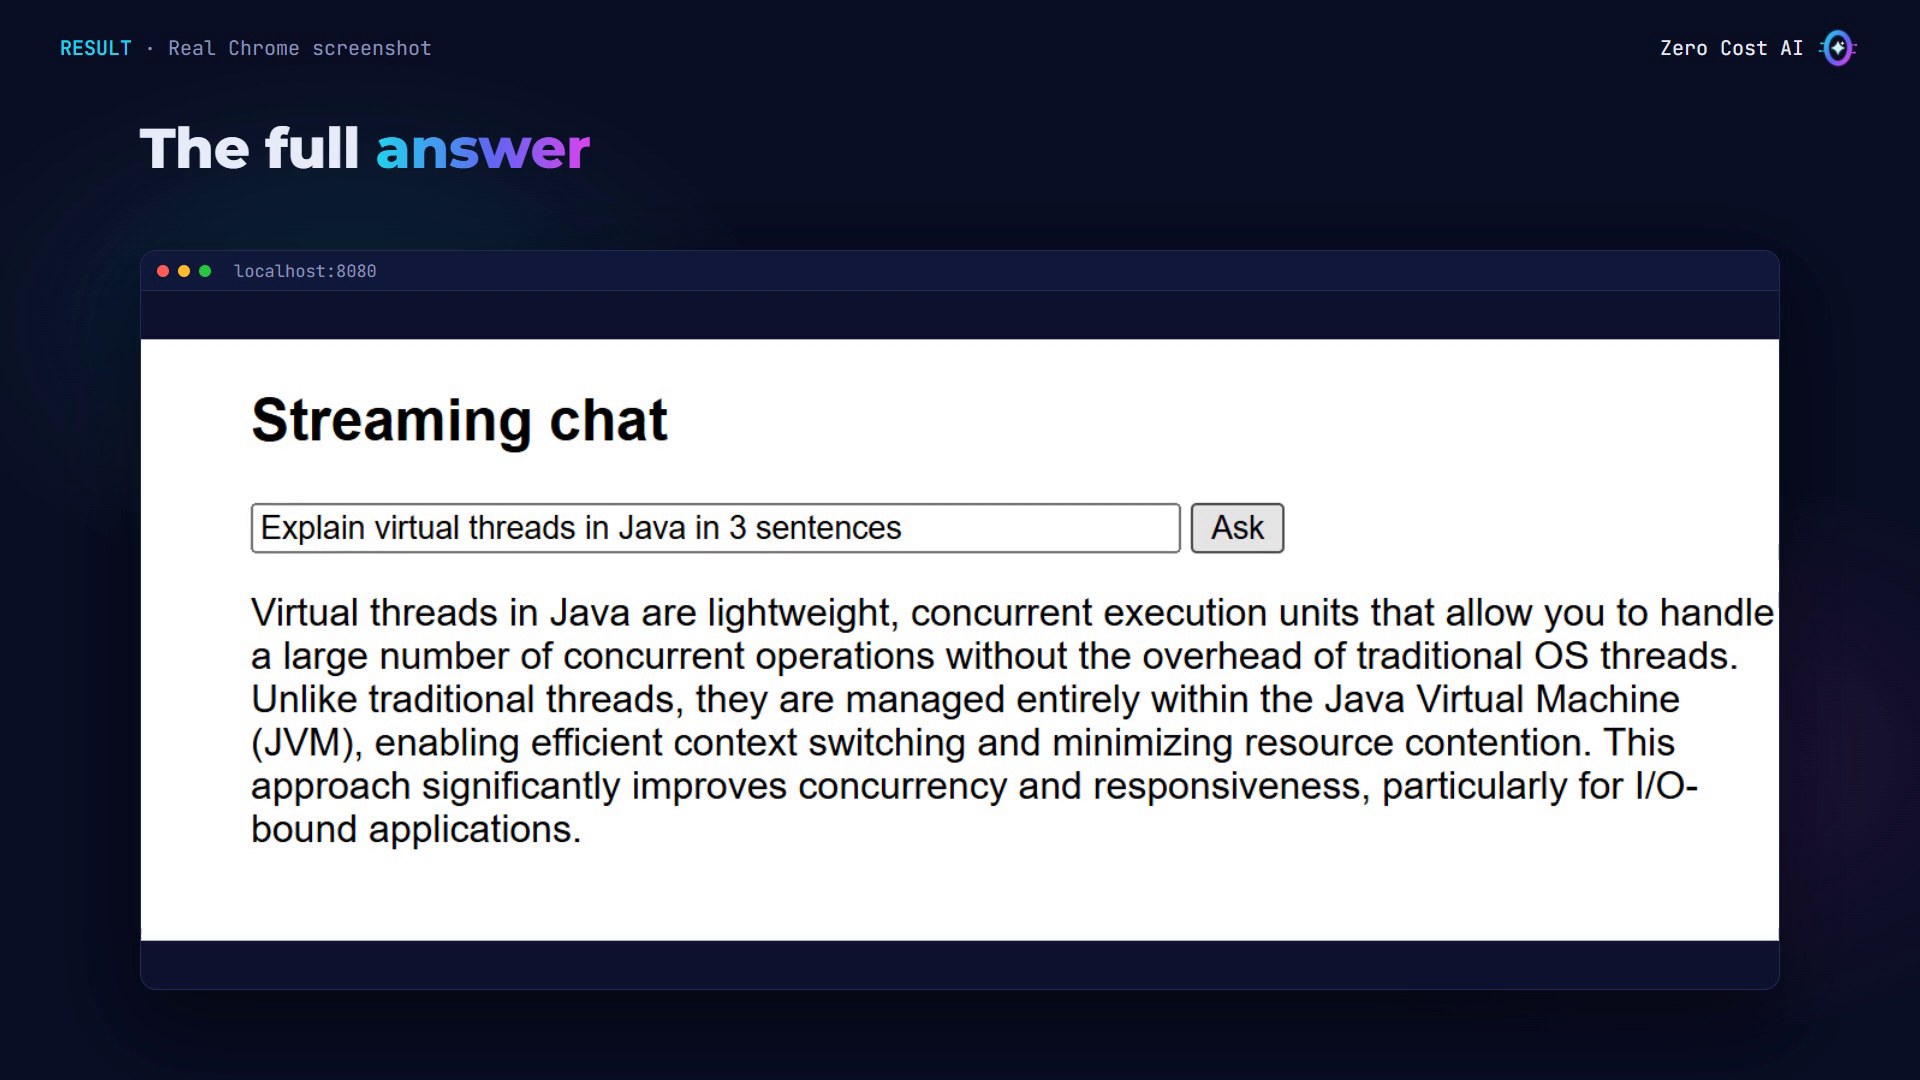 RESULT · Real Chrome screenshot
Zero Cost AI
The full answer
localhost:8080
Streaming chat
Explain virtual threads in Java in 3 sentences
Ask
Virtual threads in Java are lightweight, concurrent execution units that allow you to handle
a large number of concurrent operations without the overhead of traditional OS threads.
Unlike traditional threads, they are managed entirely within the Java Virtual Machine
(JVM), enabling efficient context switching and minimizing resource contention. This
approach significantly improves concurrency and responsiveness, particularly for I/O-
bound applications.